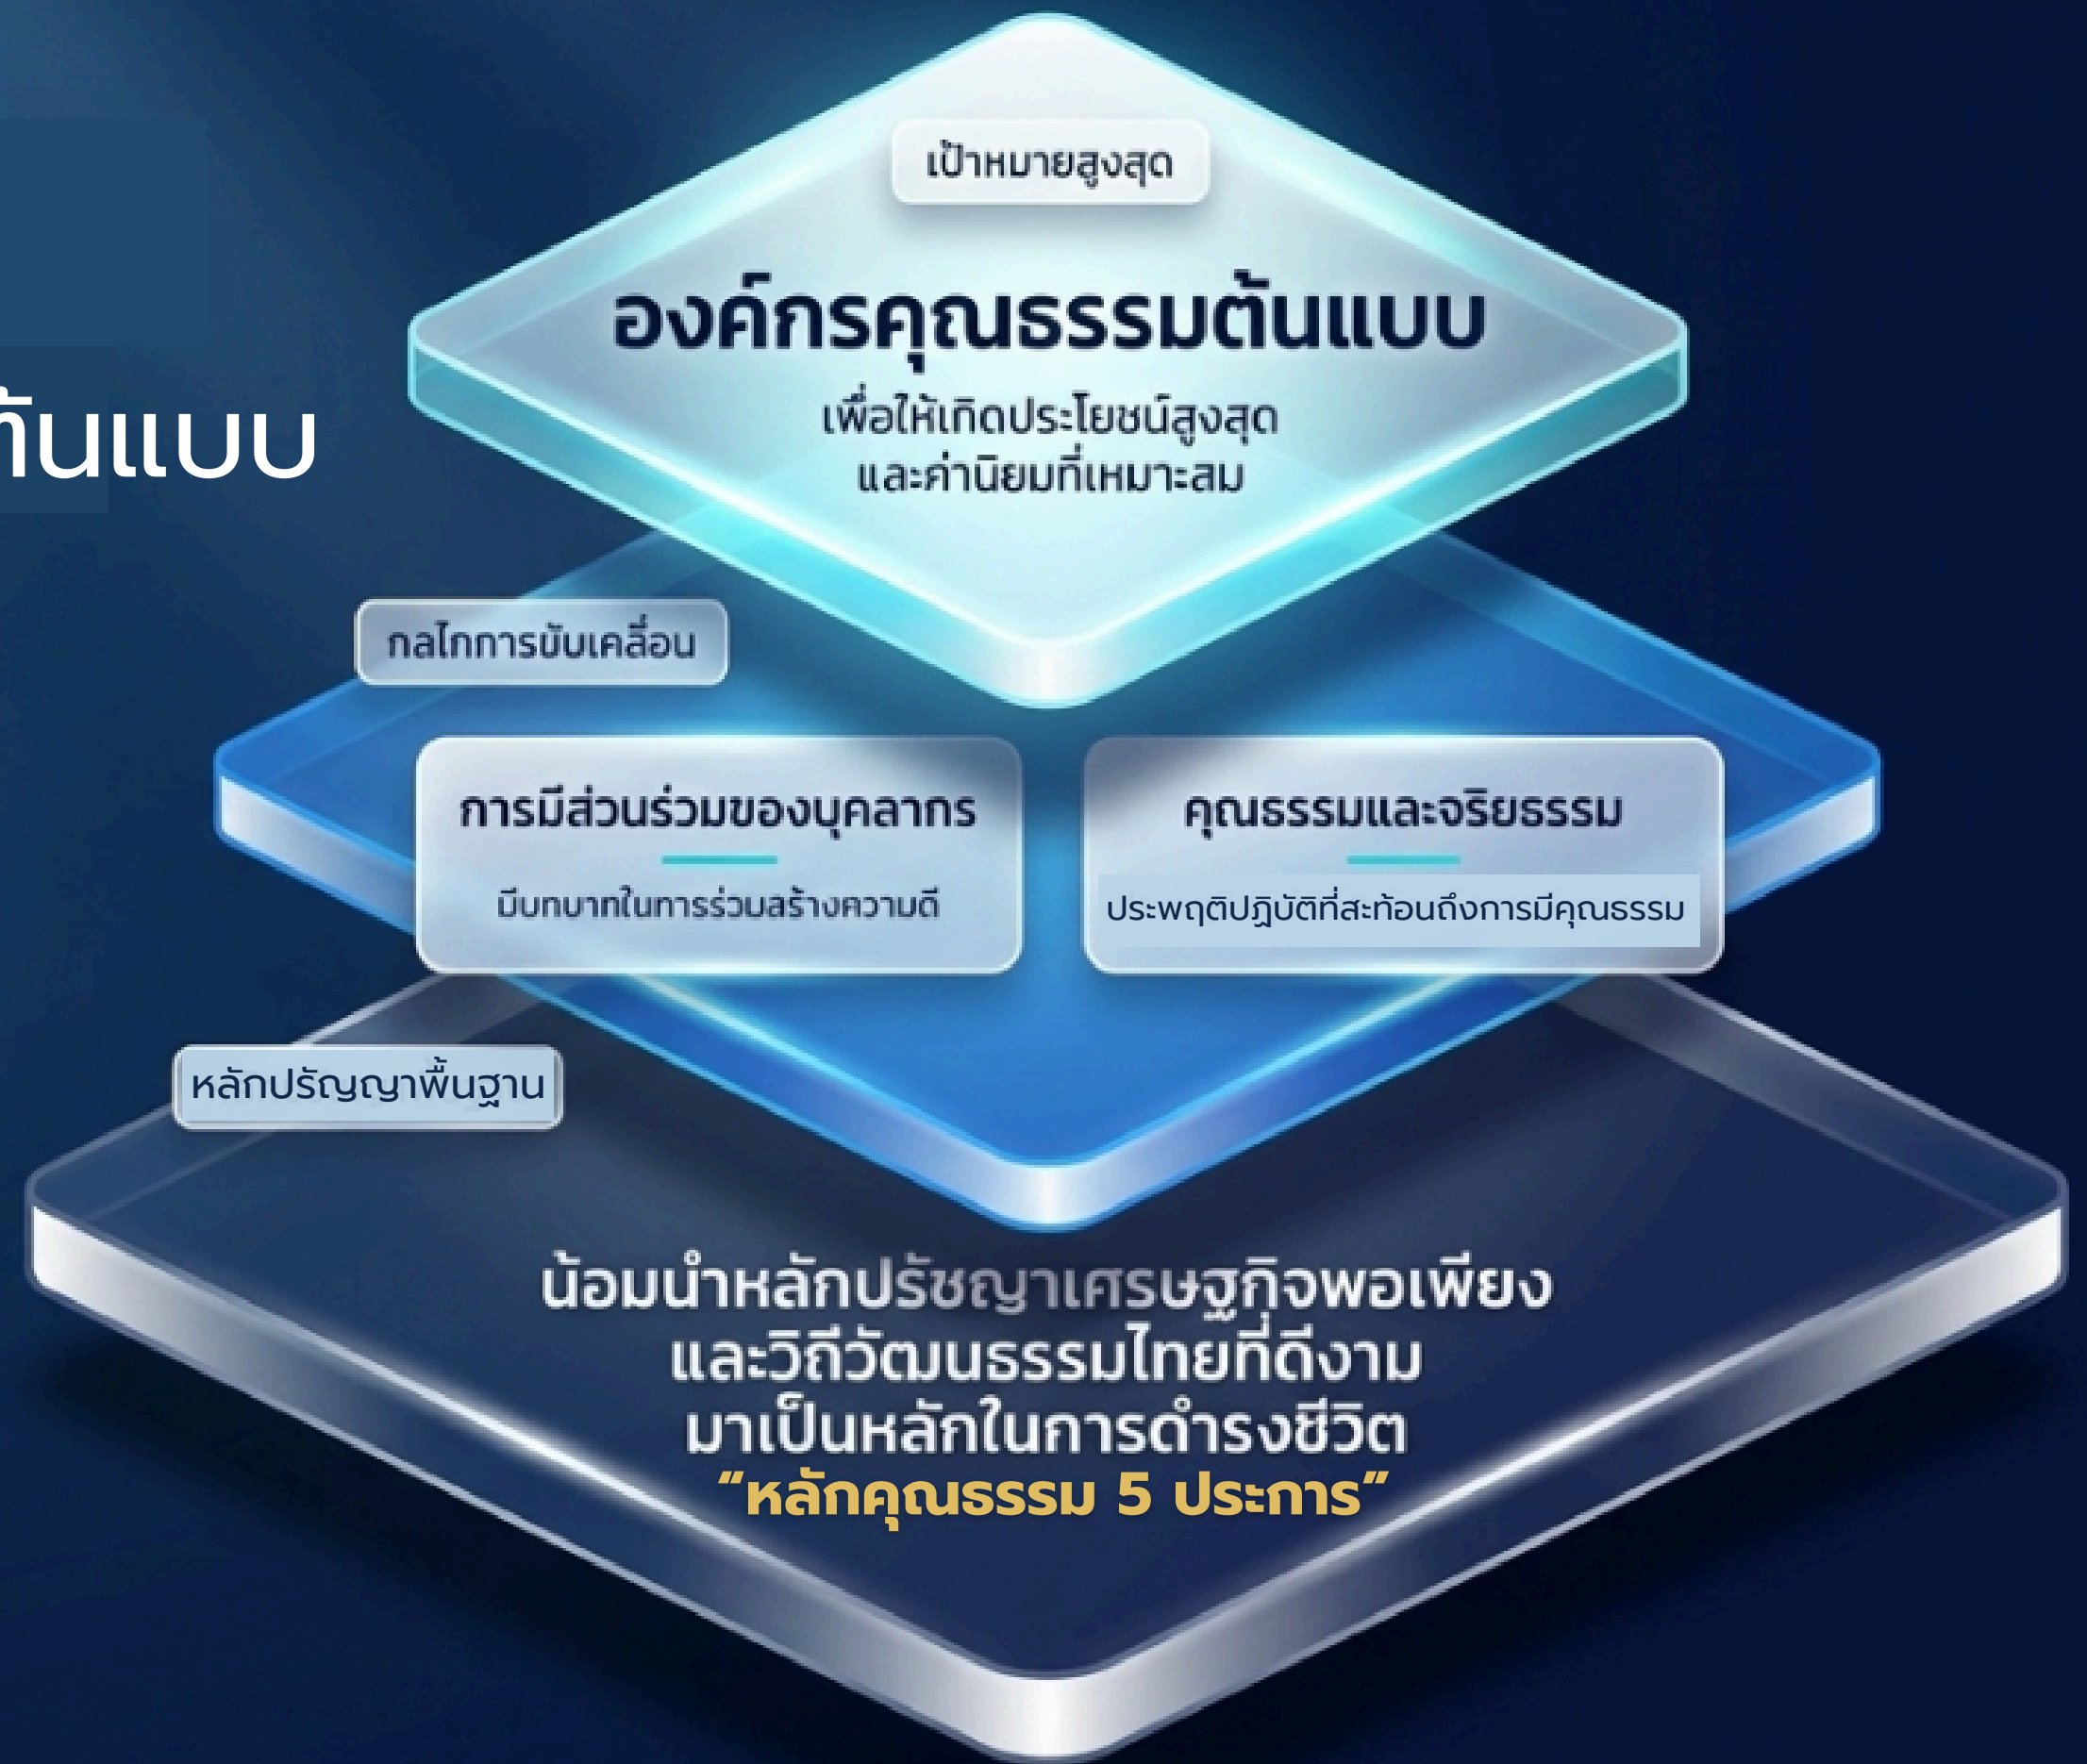 ต้นแบบ
เป้าหมายสูงสุด
องค์กรคุณธรรมต้นแบบ
เพื่อให้เกิดประโยชน์สูงสุด
และค่านิยมที่เหมาะสม
กลไกการขับเคลื่อน
การมีส่วนร่วมของบุคลากร
มีบทบาทในการร่วมสร้างความดี
คุณธรรมและจริยธรรม
ประพฤติปฏิบัติที่สะท้อนถึงการมีคุณธรรม
หลักปรัญญาพื้นฐาน
น้อมนำหลักปรัชญาเศรษฐกิจพอเพียง
และวิถีวัฒนธรรมไทยที่ดีงาม
มาเป็นหลักในการดำรงชีวิต
“หลักคุณธรรม 5 ประการ”